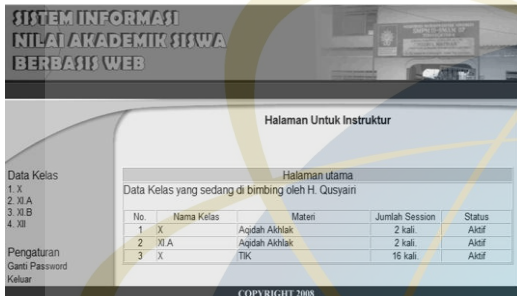 SISTEM INFORMASI
NILAI AKADEMIK SISWA
BERBASIS WEB
Halaman Untuk Instruktur
Data Kelas
1. X
2. XI.A
3. XI.B
4. XII
Pengaturan
Ganti Password
Keluar
Halaman utama
Data Kelas yang sedang di bimbing oleh H. Qusyairi
No. Nama Kelas Materi Jumlah Session Status
1 X Aqidah Akhlak 2 kali. Aktif
2 XI.A Aqidah Akhlak 2 kali. Aktif
3 X TIK 16 kali. Aktif
COPYRIGHT 2008